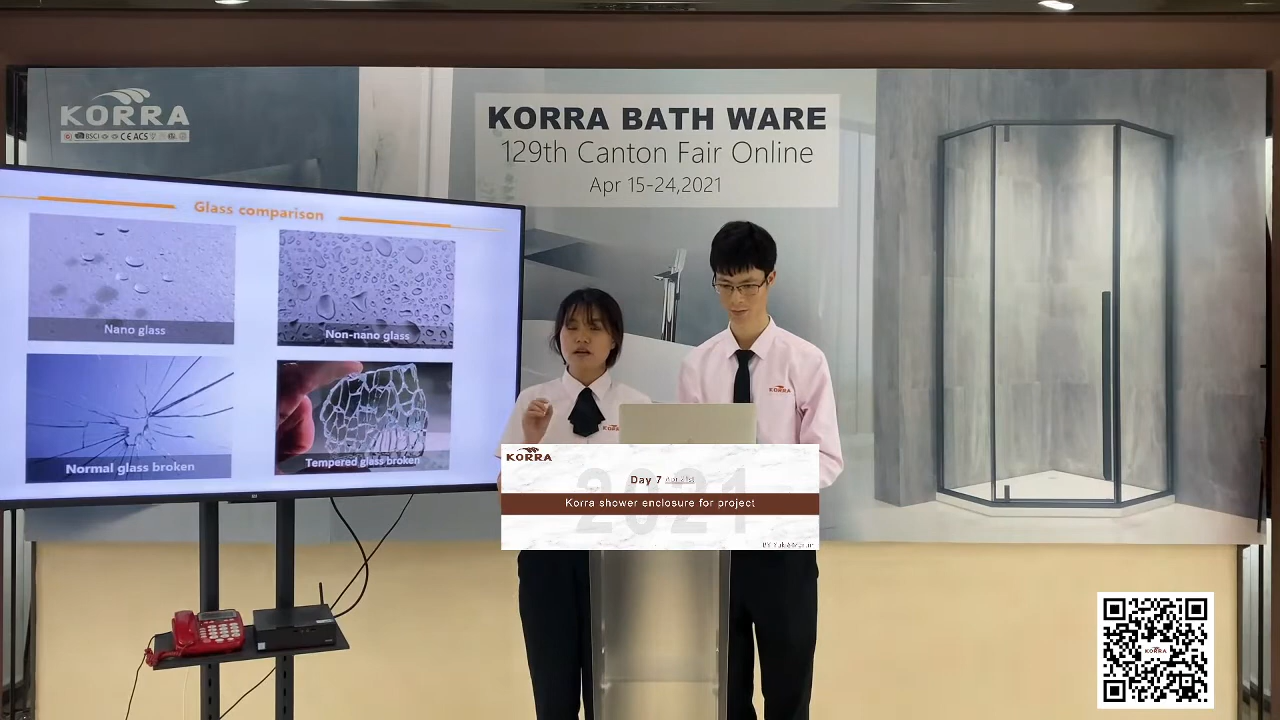 KORRA
BSCI
CE ACS
KORRA BATH WARE
129th Canton Fair Online
Apr 15-24,2021
Glass comparison
Nano glass
Non-nano glass
Normal glass broken
Tempered glass broken
KORRA
KORRA
KORRA
2021
Day 7
Korra shower enclosure for project
KORRA